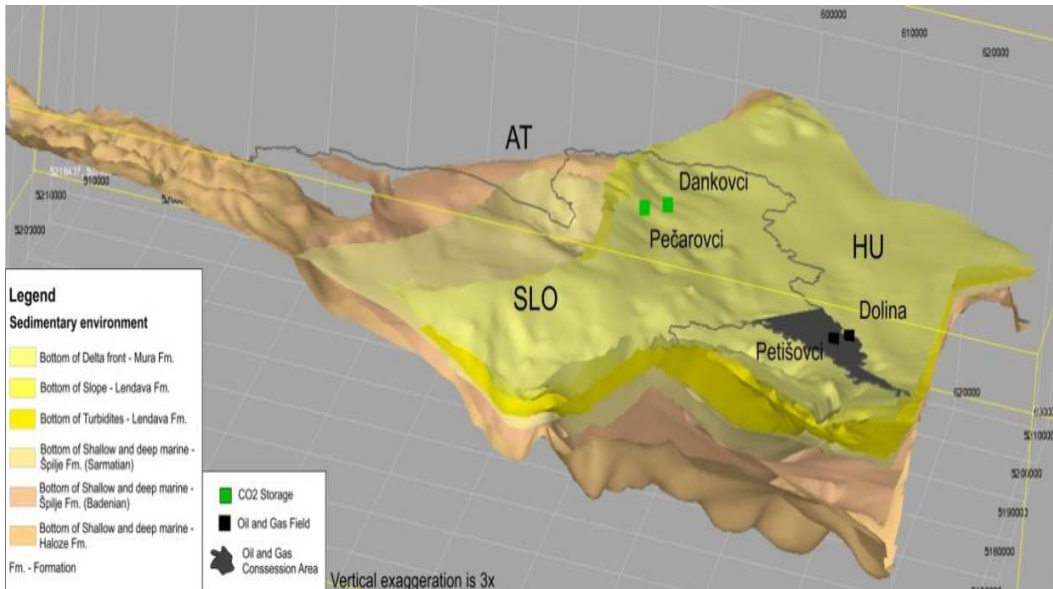 600000
610000
620000
AT
Dankovci
Pečarovci
HU
SLO
Dolina
Petišovci
5210000
510000
5200000
620000
5210000
5200000
5190000
5180000
Legend
Sedimentary environment
Bottom of Delta front - Mura Fm.
Bottom of Slope - Lendava Fm.
Bottom of Turbidites - Lendava Fm.
Bottom of Shallow and deep marine -
Špilje Fm. (Sarmatian)
Bottom of Shallow and deep marine -
Špilje Fm. (Badenian)
Bottom of Shallow and deep marine -
Haloze Fm.
Fm. - Formation
CO2 Storage
Oil and Gas Field
Oil and Gas
Conssession Area
Vertical exaggeration is 3x